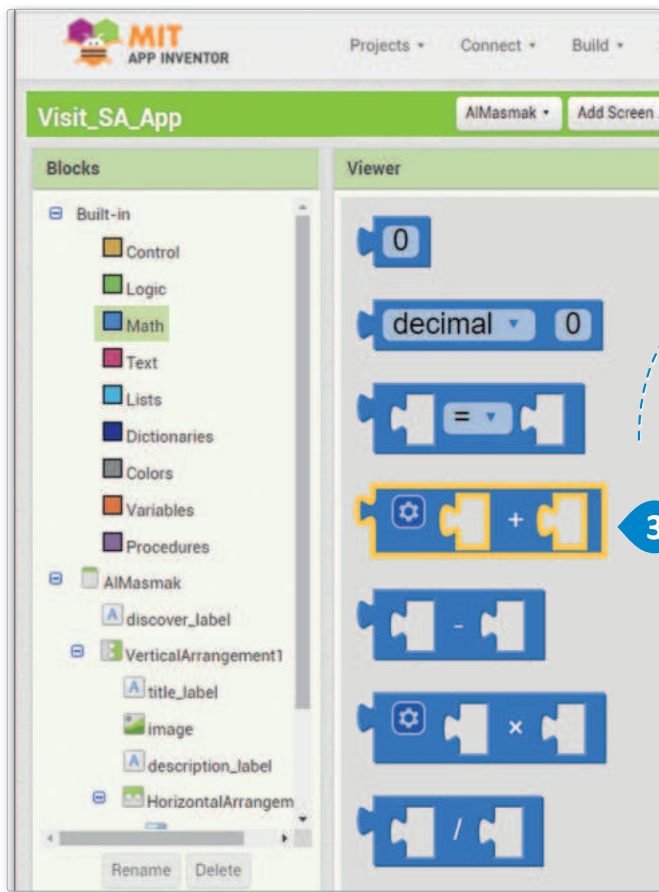 MIT
APP INVENTOR
Projects Connect Build
Visit_SA_App
AlMasmak Add Screen
Blocks
Viewer
Built-in
Control
Logic
Math
Text
Lists
Dictionaries
Colors
Variables
Procedures
AlMasmak
A discover_label
VerticalArrangement1
A title_label
image
A description_label
HorizontalArrangem
Rename Delete
0
decimal 0
=
+
3
-
×
/